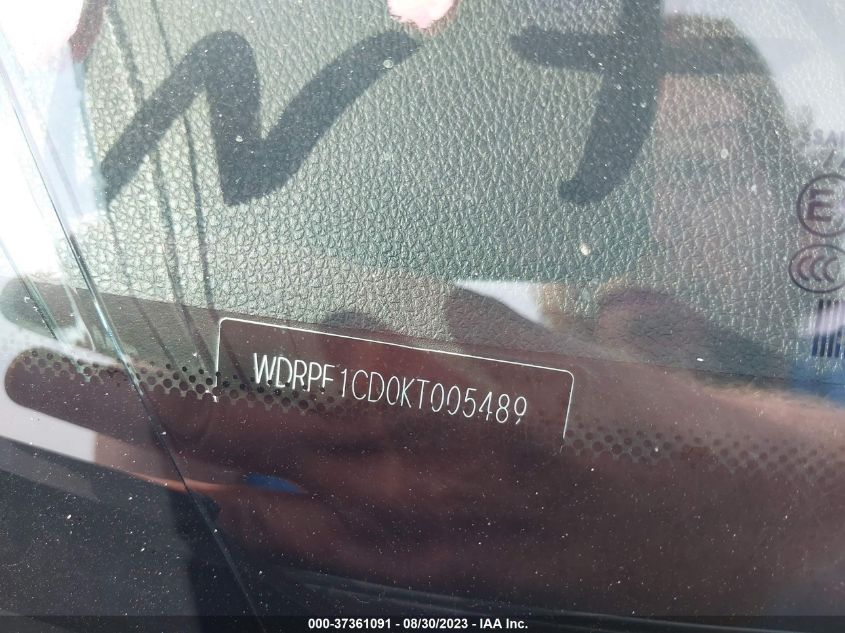 WDRPF1CD0KT005489
000-37361091 - 08/30/2023 - © IAA, Inc.